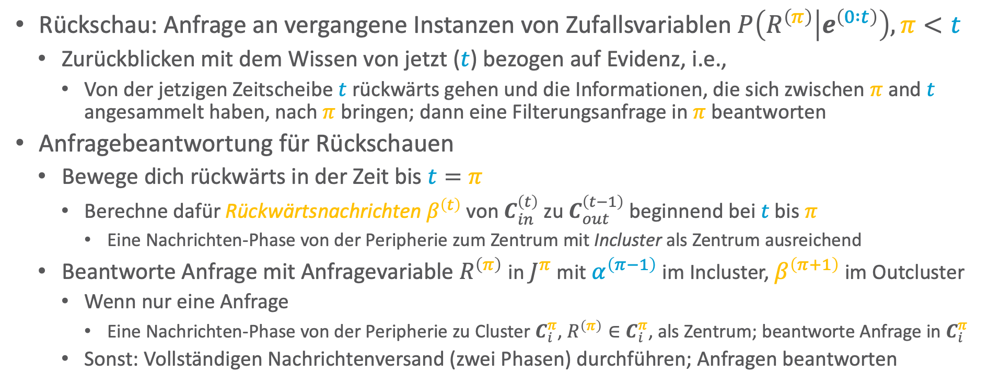 • Rückschau: Anfrage an vergangene Instanzen von Zufallsvariablen $P(R^{(\pi)}|\boldsymbol{e}^{(0:t)}), \pi < t$
• Zurückblicken mit dem Wissen von jetzt ($t$) bezogen auf Evidenz, i.e.,
• Von der jetzigen Zeitscheibe $t$ rückwärts gehen und die Informationen, die sich zwischen $\pi$ and $t$
angesammelt haben, nach $\pi$ bringen; dann eine Filterungsanfrage in $\pi$ beantworten
• Anfragebeantwortung für Rückschauen
• Bewege dich rückwärts in der Zeit bis $t = \pi$
• Berechne dafür Rückwärtsnachrichten $\beta^{(t)}$ von $\boldsymbol{C}_{in}^{(t)}$ zu $\boldsymbol{C}_{out}^{(t-1)}$ beginnend bei $t$ bis $\pi$
• Eine Nachrichten-Phase von der Peripherie zum Zentrum mit Incluster als Zentrum ausreichend
• Beantworte Anfrage mit Anfragevariable $R^{(\pi)}$ in $J^{\pi}$ mit $\alpha^{(\pi-1)}$ im Incluster, $\beta^{(\pi+1)}$ im Outcluster
• Wenn nur eine Anfrage
• Eine Nachrichten-Phase von der Peripherie zu Cluster $\boldsymbol{C}_i^{\pi}$, $R^{(\pi)} \in \boldsymbol{C}_i^{\pi}$, als Zentrum; beantworte Anfrage in $\boldsymbol{C}_i^{\pi}$
• Sonst: Vollständigen Nachrichtenversand (zwei Phasen) durchführen; Anfragen beantworten